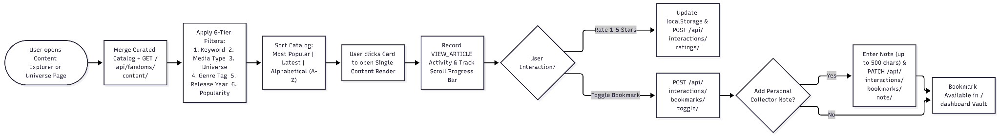 User opens
Content
Explorer or
Universe Page
Merge Curated
Catalog + GET /
api/fandoms/
content/
Apply 6-Tier
Filters:
1. Keyword 2.
Media Type 3.
Universe
4. Genre Tag 5.
Release Year 6.
Popularity
Sort Catalog:
Most Popular |
Latest |
Alphabetical (A-
Z)
User clicks Card
to open Single
Content Reader
Record
VIEW_ARTICLE
Activity & Track
Scroll Progress
Bar
User
Interaction?
Rate 1-5 Stars
Update
localStorage &
POST /api/
interactions/
ratings/
Toggle Bookmark
POST /api/
interactions/
bookmarks/
toggle/
Add Personal
Collector Note?
Yes
Enter Note (up
to 500 chars) &
PATCH /api/
interactions/
bookmarks/
note/
No
Bookmark
Available in /
dashboard Vault